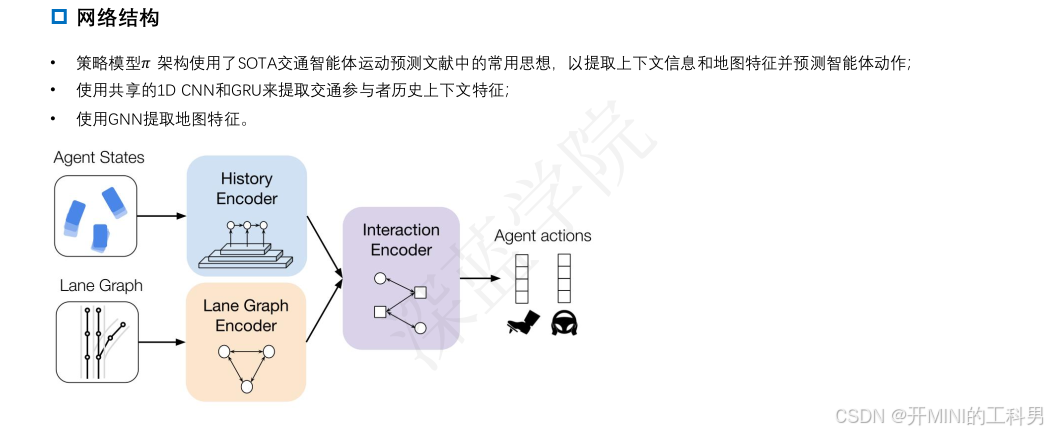 网络结构
• 策略模型π 架构使用了SOTA交通智能体运动预测文献中的常用思想，以提取上下文信息和地图特征并预测智能体动作；
• 使用共享的1D CNN和GRU来提取交通参与者历史上下文特征；
• 使用GNN提取地图特征。
Agent States
History
Encoder
Interaction
Encoder
Agent actions
Lane Graph
Lane Graph
Encoder
深蓝学院
CSDN @开MINI的工科男